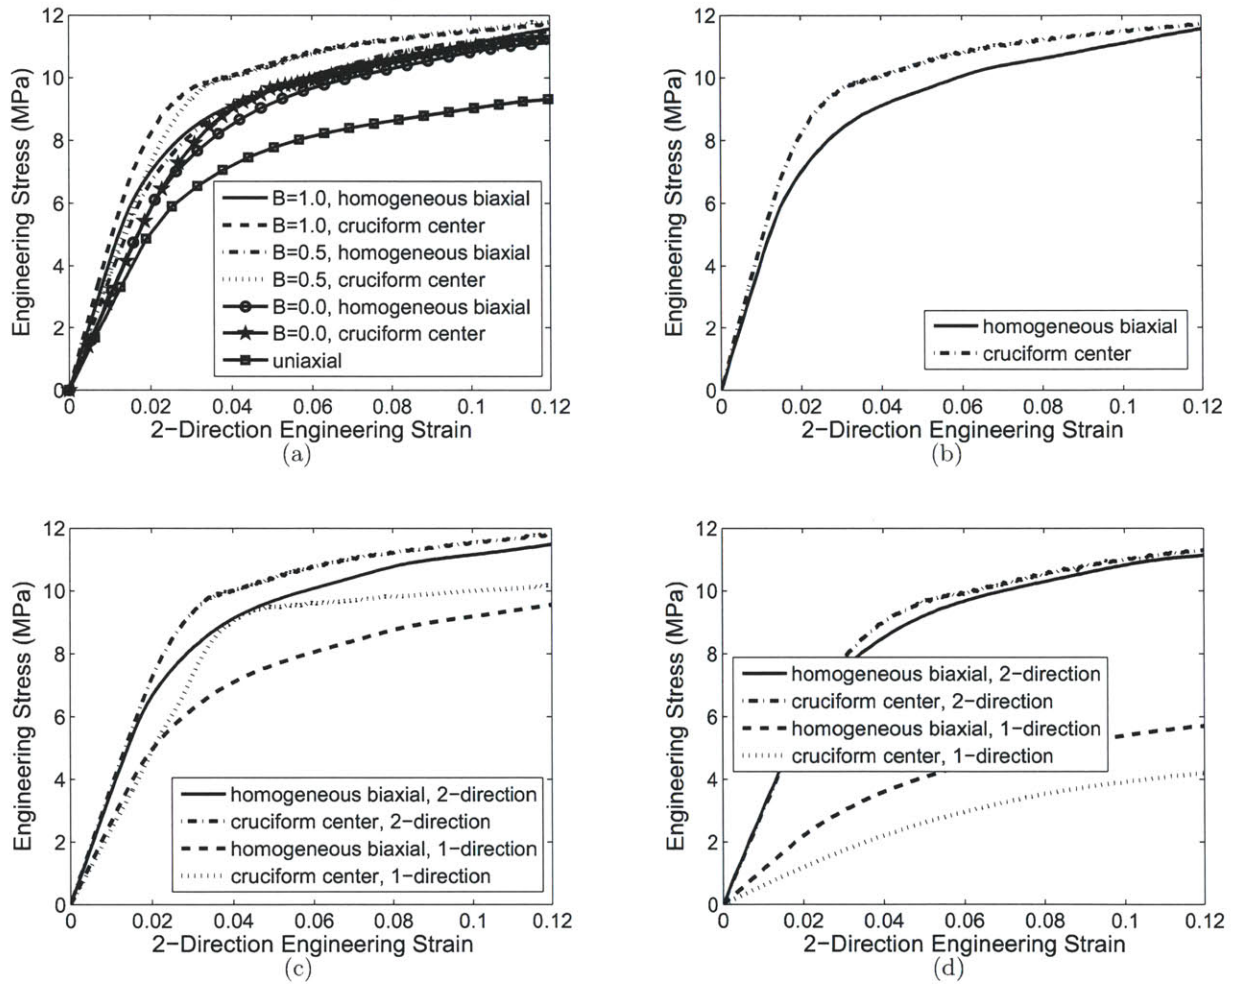 12
10
8
6
4
2
0
Engineering Stress (MPa)
B=1.0, homogeneous biaxial
B=1.0, cruciform center
B=0.5, homogeneous biaxial
B=0.5, cruciform center
B=0.0, homogeneous biaxial
B=0.0, cruciform center
uniaxial
0 0.02 0.04 0.06 0.08 0.1 0.12
2−Direction Engineering Strain
(a)
12
10
8
6
4
2
0
Engineering Stress (MPa)
homogeneous biaxial
cruciform center
0 0.02 0.04 0.06 0.08 0.1 0.12
2−Direction Engineering Strain
(b)
12
10
8
6
4
2
0
Engineering Stress (MPa)
homogeneous biaxial, 2−direction
cruciform center, 2−direction
homogeneous biaxial, 1−direction
cruciform center, 1−direction
0 0.02 0.04 0.06 0.08 0.1 0.12
2−Direction Engineering Strain
(c)
12
10
8
6
4
2
0
Engineering Stress (MPa)
homogeneous biaxial, 2−direction
cruciform center, 2−direction
homogeneous biaxial, 1−direction
cruciform center, 1−direction
0 0.02 0.04 0.06 0.08 0.1 0.12
2−Direction Engineering Strain
(d)